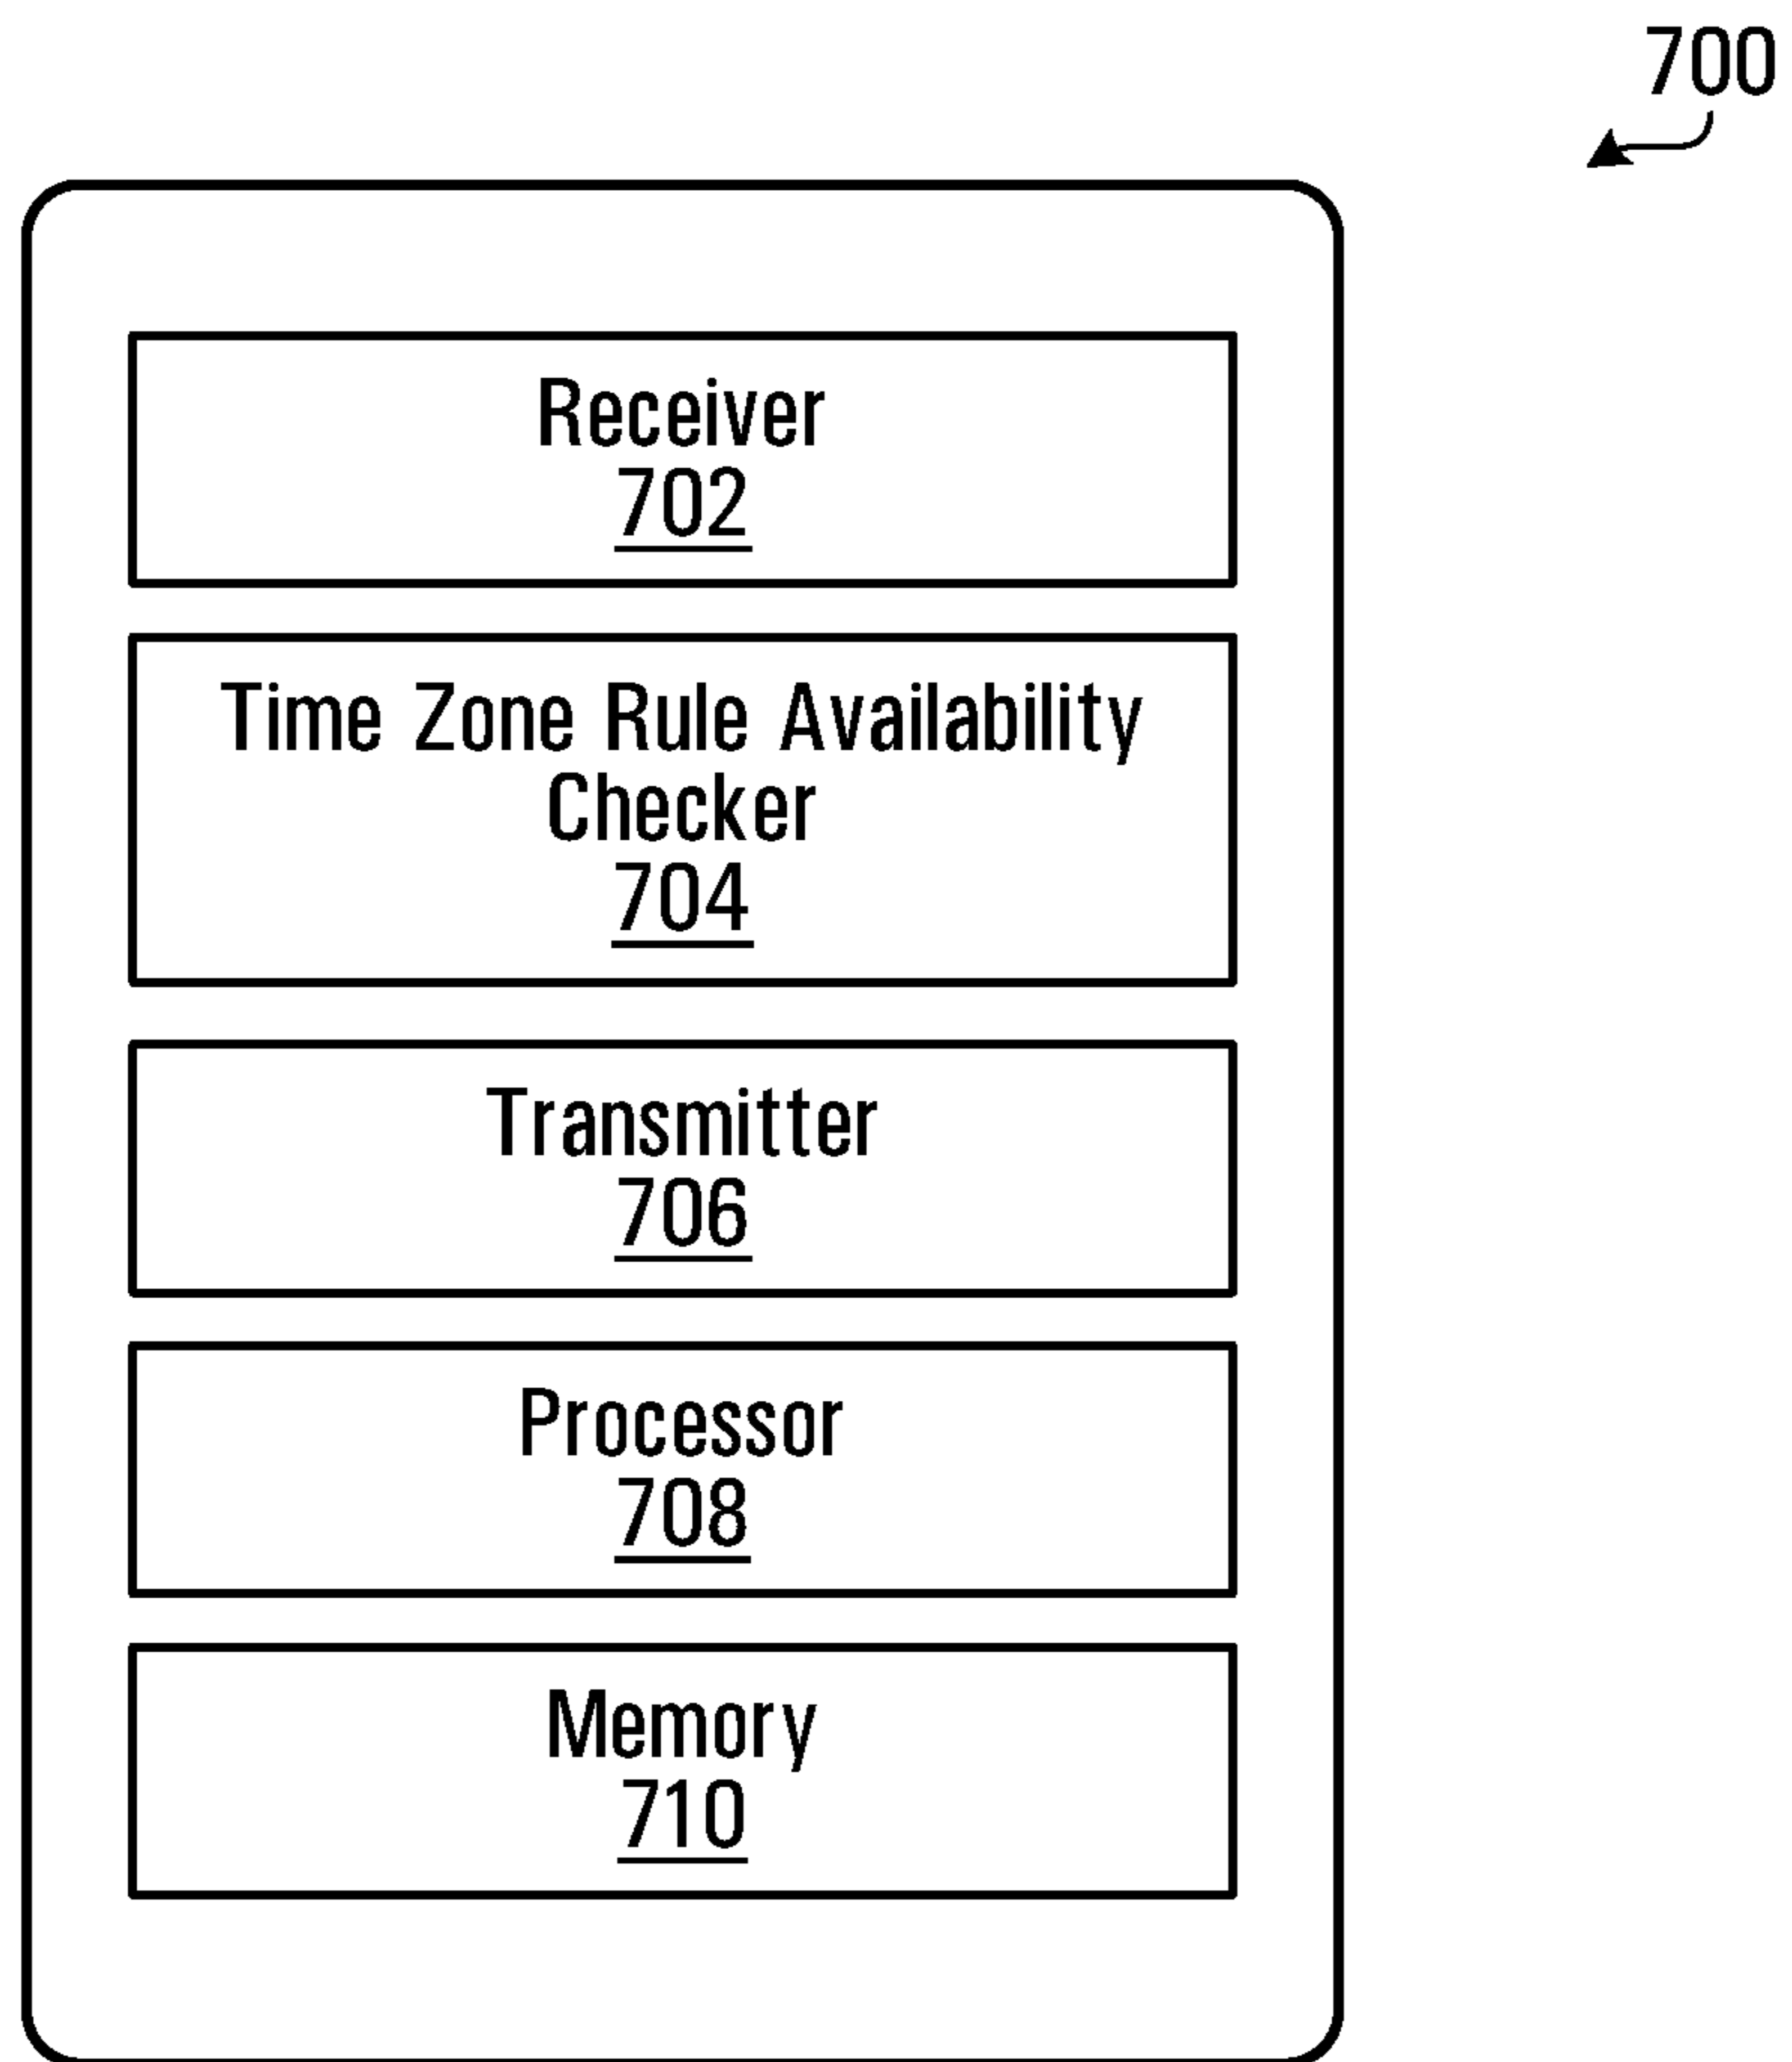 700
Receiver
702
Time Zone Rule Availability
Checker
704
Transmitter
706
Processor
708
Memory
710